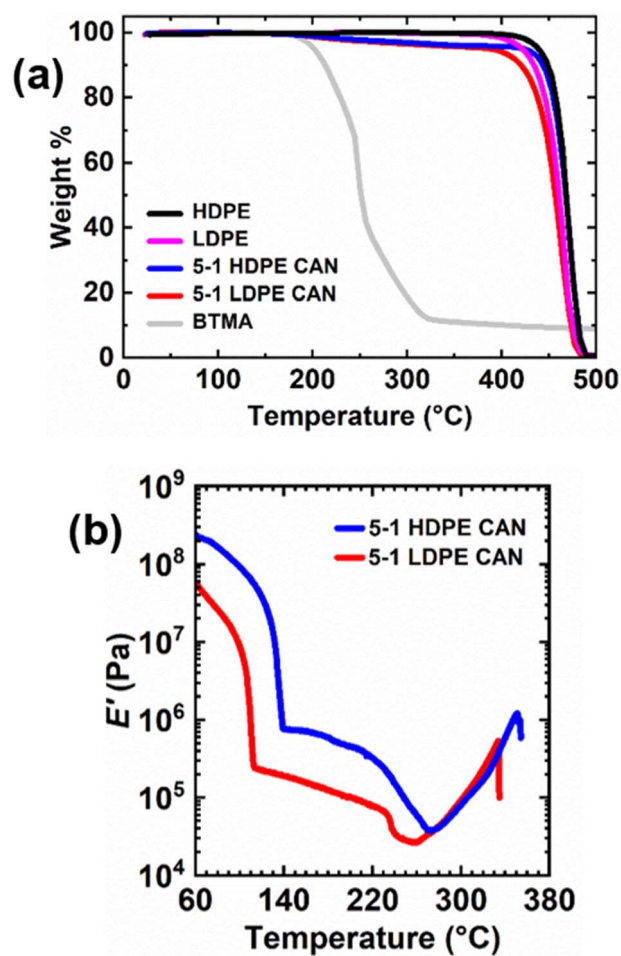 (a)
Weight %
100
80
60
40
20
0
HDPE
LDPE
5-1 HDPE CAN
5-1 LDPE CAN
BTMA
0 100 200 300 400 500
Temperature (°C)
(b)
E' (Pa)
10⁹
10⁸
10⁷
10⁶
10⁵
10⁴
5-1 HDPE CAN
5-1 LDPE CAN
60 140 220 300 380
Temperature (°C)